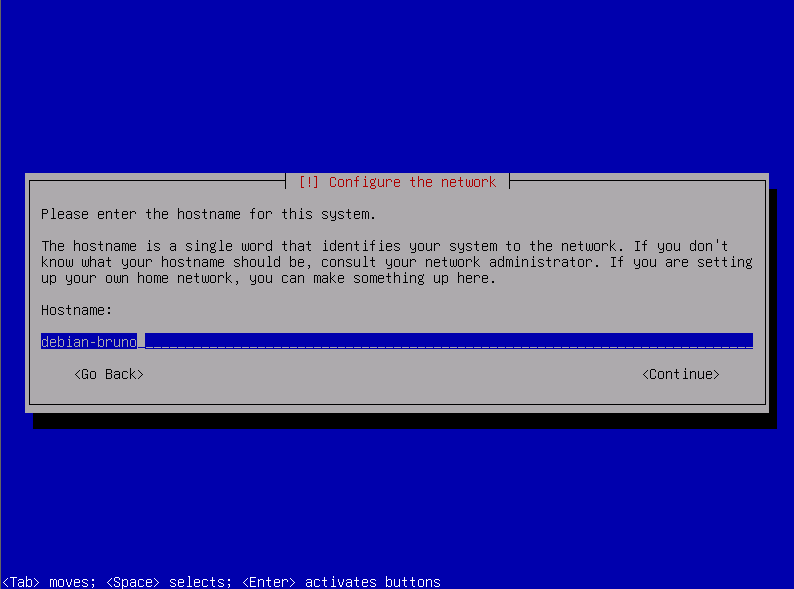 [!] Configure the network
Please enter the hostname for this system.
The hostname is a single word that identifies your system to the network. If you don't
know what your hostname should be, consult your network administrator. If you are setting
up your own home network, you can make something up here.
Hostname:
debian-bruno
<Go Back> <Continue>
<Tab> moves; <Space> selects; <Enter> activates buttons